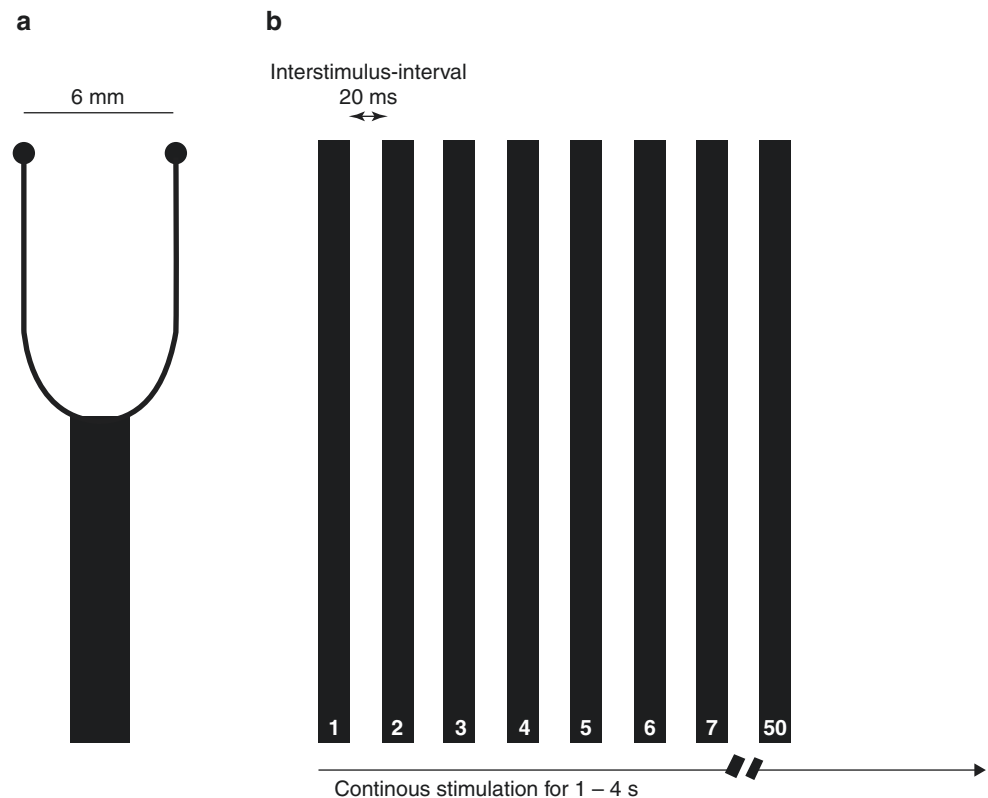 a
6 mm
b
Interstimulus-interval
20 ms
1 2 3 4 5 6 7 50
Continous stimulation for 1 – 4 s